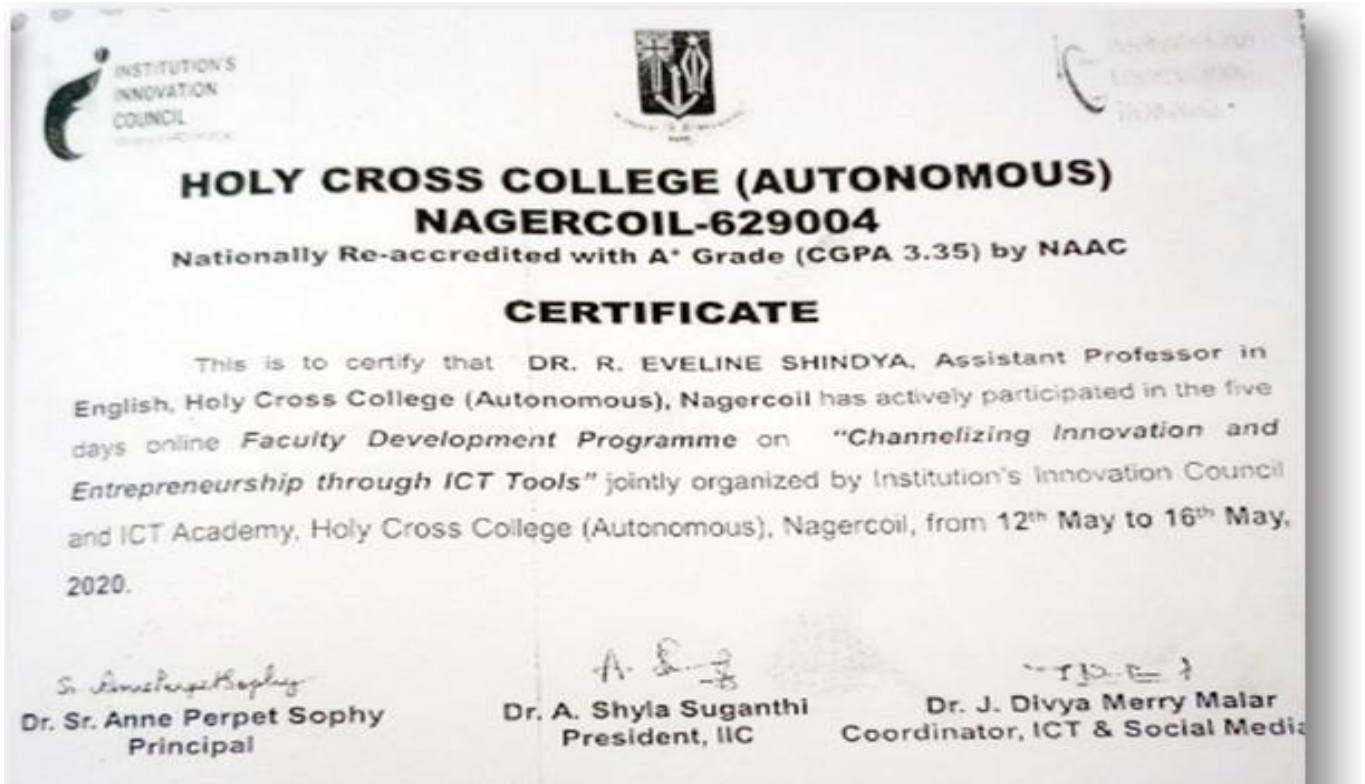 INSTITUTION'S
INNOVATION
COUNCIL
HOLY CROSS COLLEGE (AUTONOMOUS)
NAGERCOIL-629004
Nationally Re-accredited with A+ Grade (CGPA 3.35) by NAAC
CERTIFICATE
This is to certify that DR. R. EVELINE SHINDYA, Assistant Professor in
English, Holy Cross College (Autonomous), Nagercoil has actively participated in the five
days online Faculty Development Programme on "Channelizing Innovation and
Entrepreneurship through ICT Tools" jointly organized by Institution's Innovation Council
and ICT Academy, Holy Cross College (Autonomous), Nagercoil, from 12th May to 16th May,
2020.
Dr. Sr. Anne Perpet Sophy
Principal
Dr. A. Shyla Suganthi
President, IIC
Dr. J. Divya Merry Malar
Coordinator, ICT & Social Media